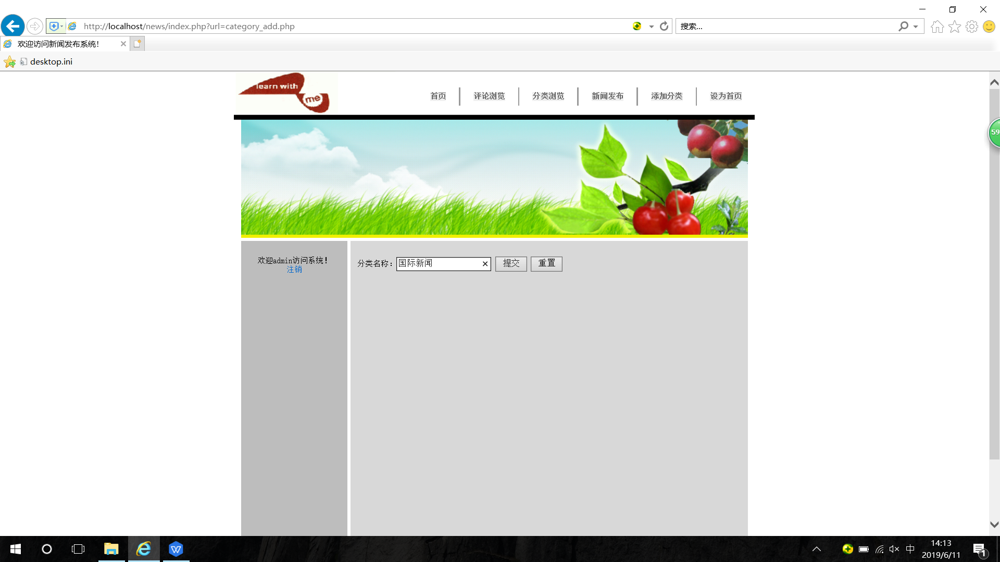 http://localhost/news/index.php?url=category_add.php
搜索...
欢迎访问新闻发布系统！
desktop.ini
learn with
me
首页 评论浏览 分类浏览 新闻发布 添加分类 设为首页
59
欢迎admin访问系统！
注销
分类名称：国际新闻 提交 重置
中
14:13
2019/6/11
1